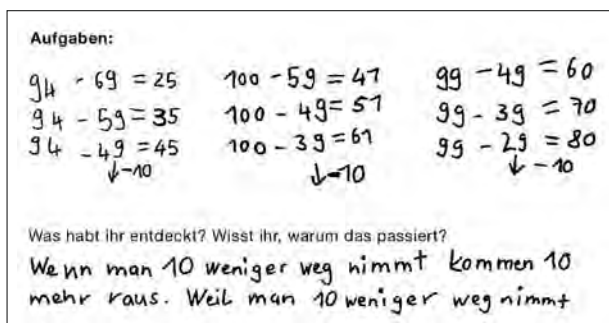 Aufgaben:
94 - 69 = 25 100 - 59 = 41 99 - 49 = 60
94 - 59 = 35 100 - 49 = 51 99 - 39 = 70
94 - 49 = 45 100 - 39 = 61 99 - 29 = 80
↓-10 ↓-10 ↓-10
Was habt ihr entdeckt? Wisst ihr, warum das passiert?
Wenn man 10 weniger weg nimmt kommen 10
mehr raus. Weil man 10 weniger weg nimmt